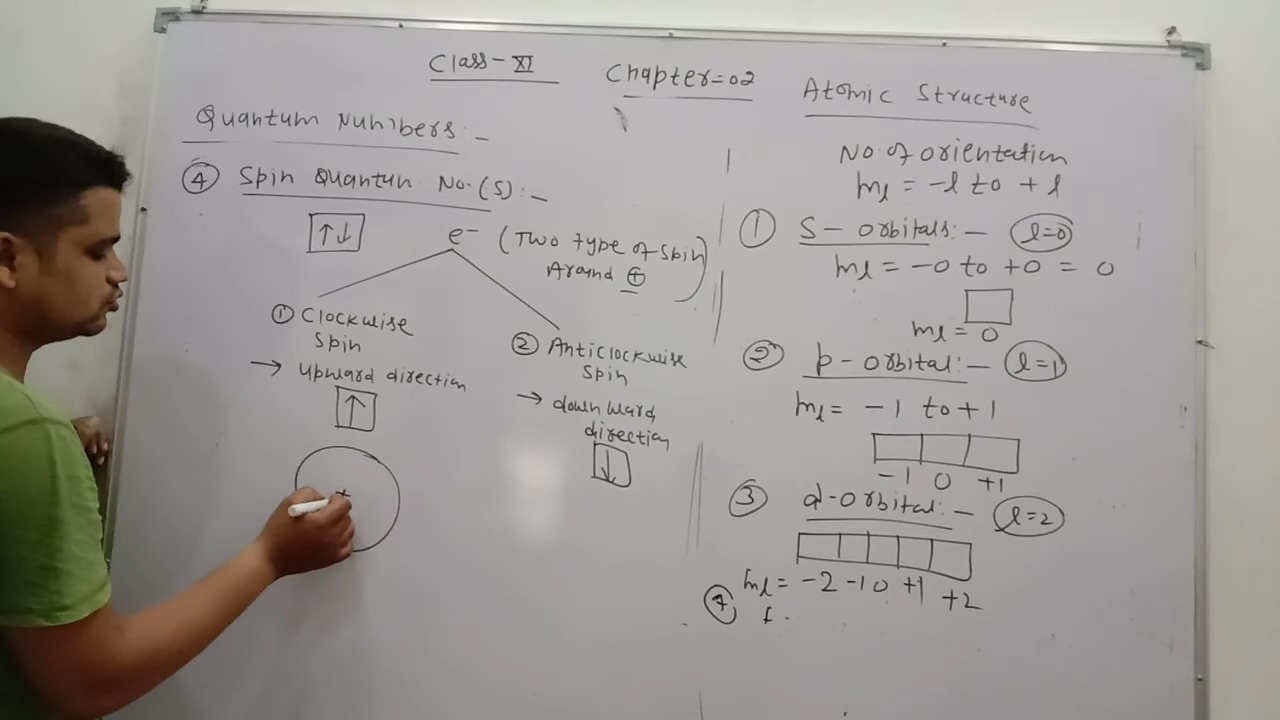 Class-XI Chapter=02 Atomic Structure
Quantum Numbers:-
④ Spin Quantum No. (S):-
↑↓
e- (Two type of spin
Around ⊕)
① Clockwise
Spin
→ upward direction
↑
② Anticlockwise
Spin
→ downward
direction
↓
+
No. of orientation
ml = -l to +l
① S-orbitals:- l=0
ml = -0 to +0 = 0
ml = 0
② p-orbital:- l=1
ml = -1 to +1
-1 0 +1
③ d-orbital:- l=2
ml = -2 -1 0 +1 +2
④ f.